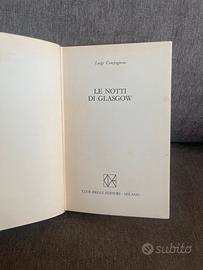 Luigi Compagnone
LE NOTTI
DI GLASGOW
CLUB DEGLI EDITORI - MILANO
subito